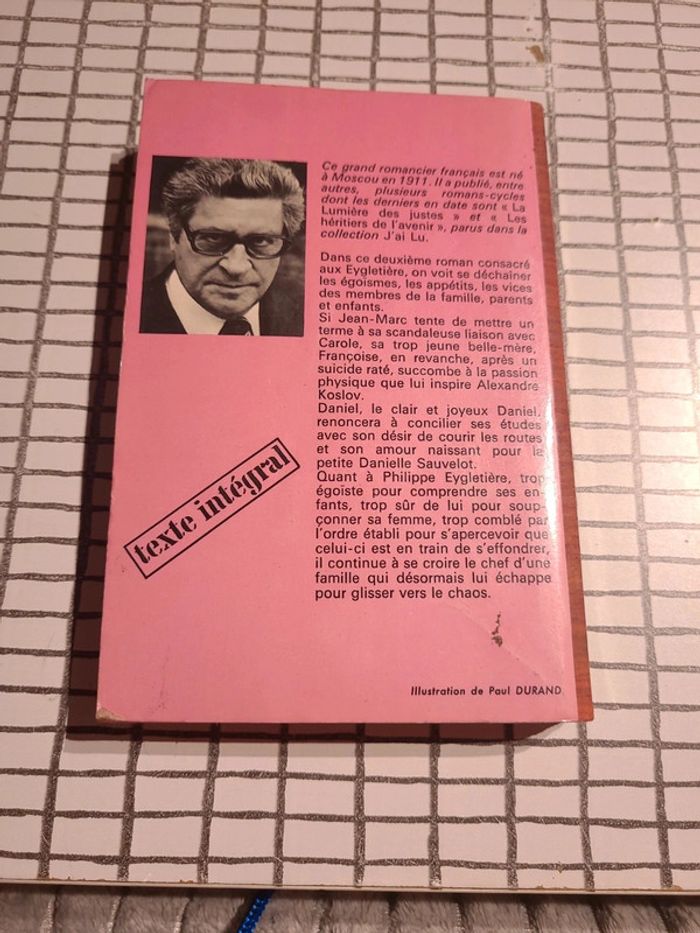 Ce grand romancier français est né
à Moscou en 1911. Il a publié, entre
autres, plusieurs romans-cycles
dont les derniers en date sont « La
Lumière des justes » et « Les
héritiers de l'avenir », parus dans la
collection J'ai Lu.
Dans ce deuxième roman consacré
aux Eygletière, on voit se déchaîner
les égoïsmes, les appétits, les vices
des membres de la famille, parents
et enfants.
Si Jean-Marc tente de mettre un
terme à sa scandaleuse liaison avec
Carole, sa trop jeune belle-mère,
Françoise, en revanche, après un
suicide raté, succombe à la passion
physique que lui inspire Alexandre
Koslov.
Daniel, le clair et joyeux Daniel,
renoncera à concilier ses études
avec son désir de courir les routes
et son amour naissant pour la
petite Danielle Sauvelot.
Quant à Philippe Eygletière, trop
égoïste pour comprendre ses en-
fants, trop sûr de lui pour soup-
çonner sa femme, trop comblé par
l'ordre établi pour s'apercevoir que
celui-ci est en train de s'effondrer,
il continue à se croire le chef d'une
famille qui désormais lui échappe
pour glisser vers le chaos.
texte intégral
Illustration de Paul DURAND